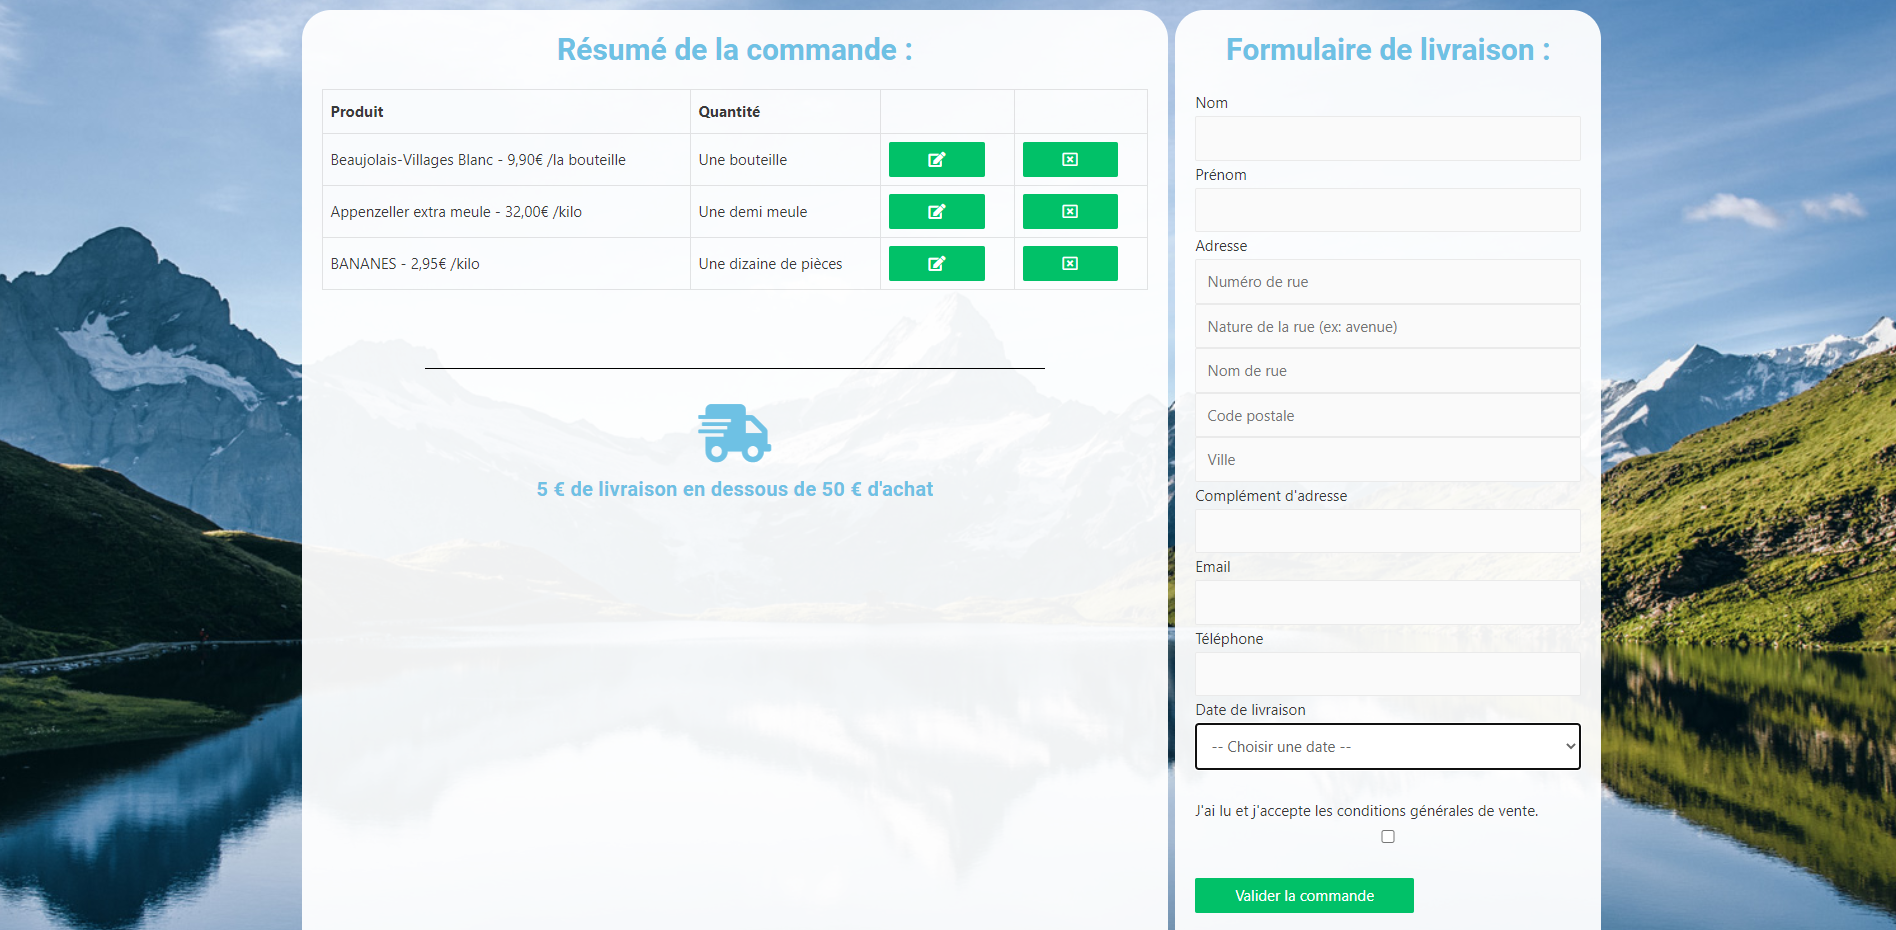 Résumé de la commande :
Produit Quantité
Beaujolais-Villages Blanc - 9,90€ /la bouteille Une bouteille
Appenzeller extra meule - 32,00€ /kilo Une demi meule
BANANES - 2,95€ /kilo Une dizaine de pièces
5 € de livraison en dessous de 50 € d'achat
Formulaire de livraison :
Nom
Prénom
Adresse
Numéro de rue
Nature de la rue (ex: avenue)
Nom de rue
Code postale
Ville
Complément d'adresse
Email
Téléphone
Date de livraison
-- Choisir une date --
J'ai lu et j'accepte les conditions générales de vente.
Valider la commande